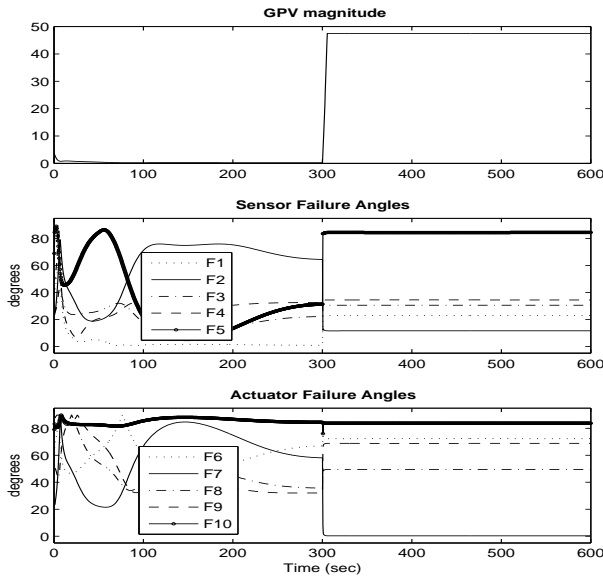 GPV magnitude
50
40
30
20
10
0
0 100 200 300 400 500 600
Sensor Failure Angles
degrees
80
60
40
20
0
F1
F2
F3
F4
F5
0 100 200 300 400 500 600
Actuator Failure Angles
degrees
80
60
40
20
0
F6
F7
F8
F9
F10
0 100 200 300 400 500 600
Time (sec)